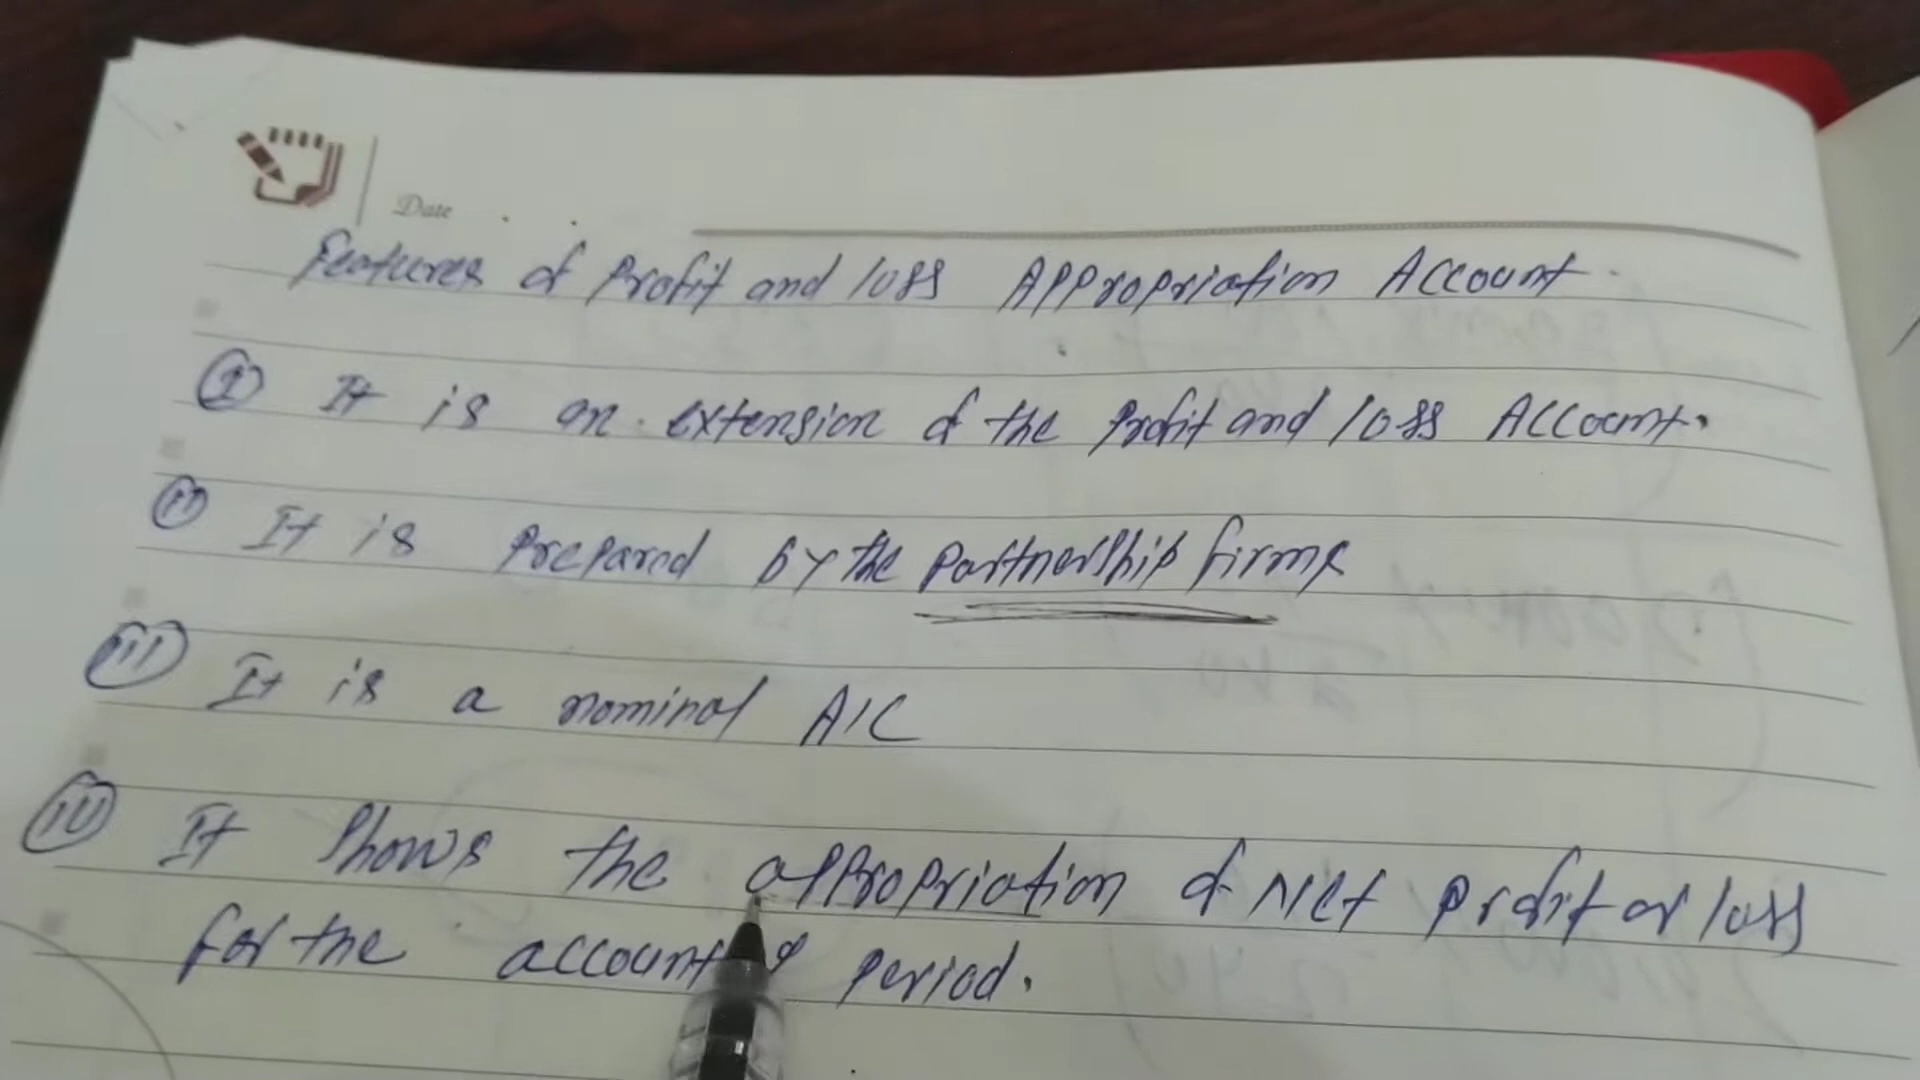 Date
Features of Profit and loss Appropriation Account.
(I) It is an extension of the Profit and loss Account.
(ii) It is Prepared by the Partnership firms
(iii) It is a nominal A/C
(iv) It Shows the appropriation of Net Profit or loss
for the account period.